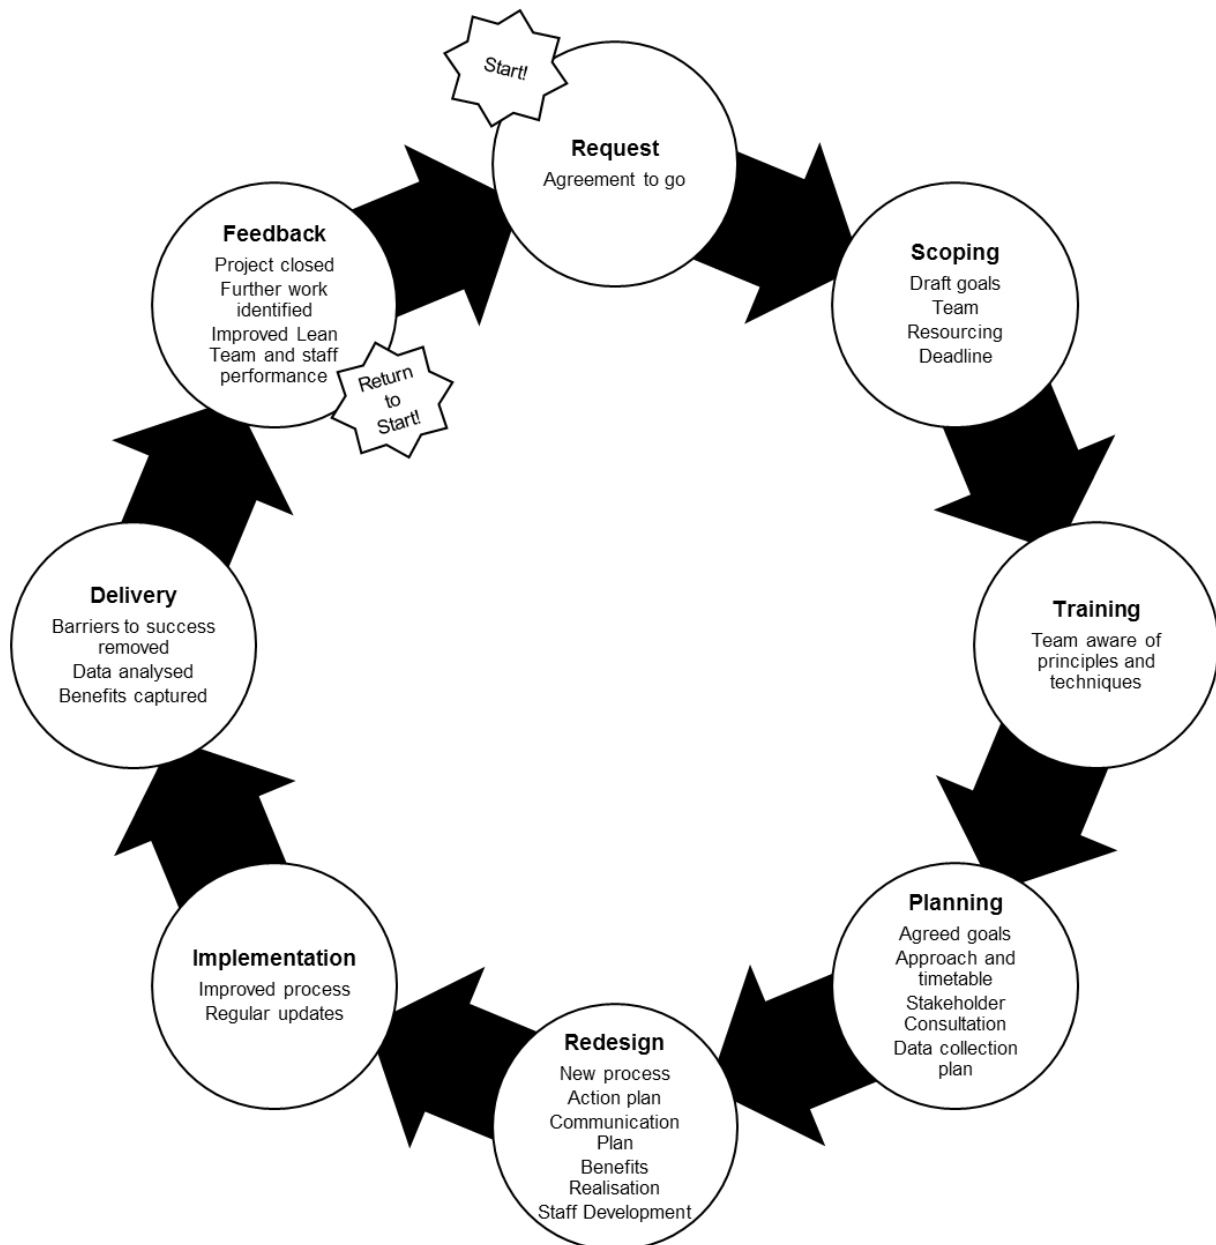 Start!
Request
Agreement to go
Scoping
Draft goals
Team
Resourcing
Deadline
Training
Team aware of
principles and
techniques
Planning
Agreed goals
Approach and
timetable
Stakeholder
Consultation
Data collection
plan
Redesign
New process
Action plan
Communication
Plan
Benefits
Realisation
Staff Development
Implementation
Improved process
Regular updates
Delivery
Barriers to success
removed
Data analysed
Benefits captured
Feedback
Project closed
Further work
identified
Improved Lean
Team and staff
performance
Return
to
Start!